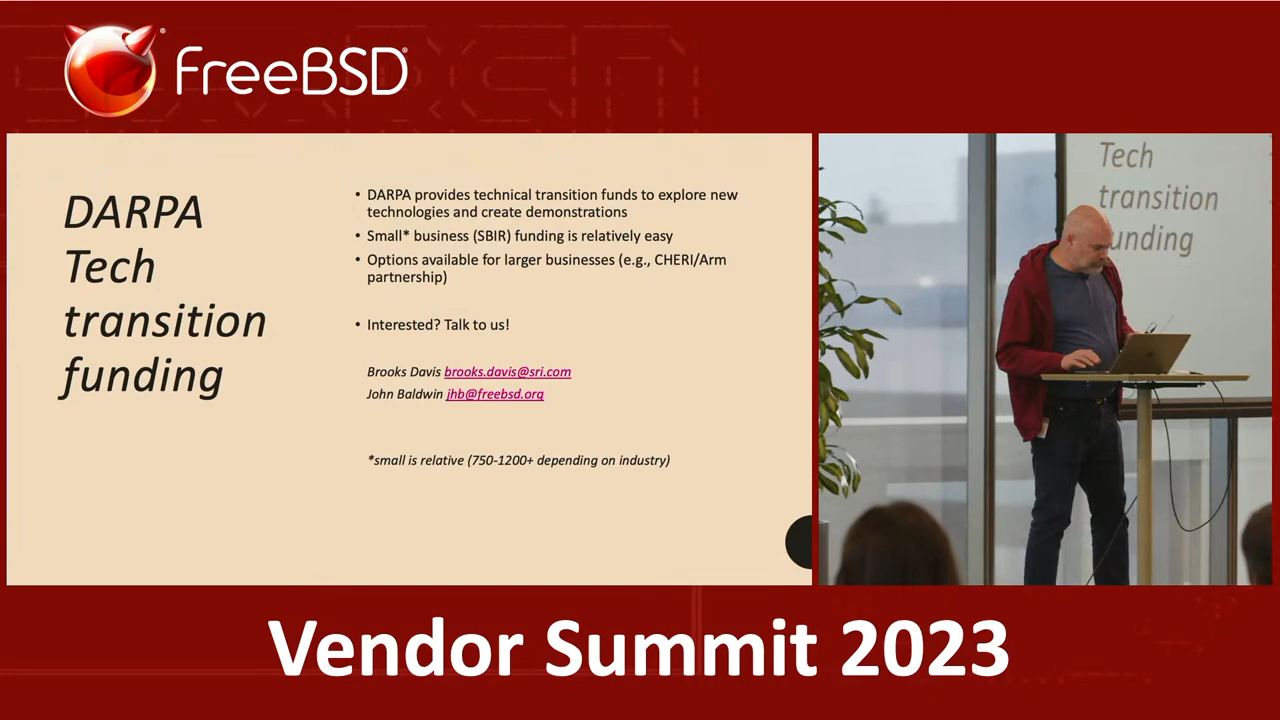 FreeBSD®
DARPA
Tech
transition
funding
• DARPA provides technical transition funds to explore new
technologies and create demonstrations
• Small* business (SBIR) funding is relatively easy
• Options available for larger businesses (e.g., CHERI/Arm
partnership)
• Interested? Talk to us!
Brooks Davis brooks.davis@sri.com
John Baldwin jhb@freebsd.org
*small is relative (750-1200+ depending on industry)
Tech
transition
funding
Vendor Summit 2023